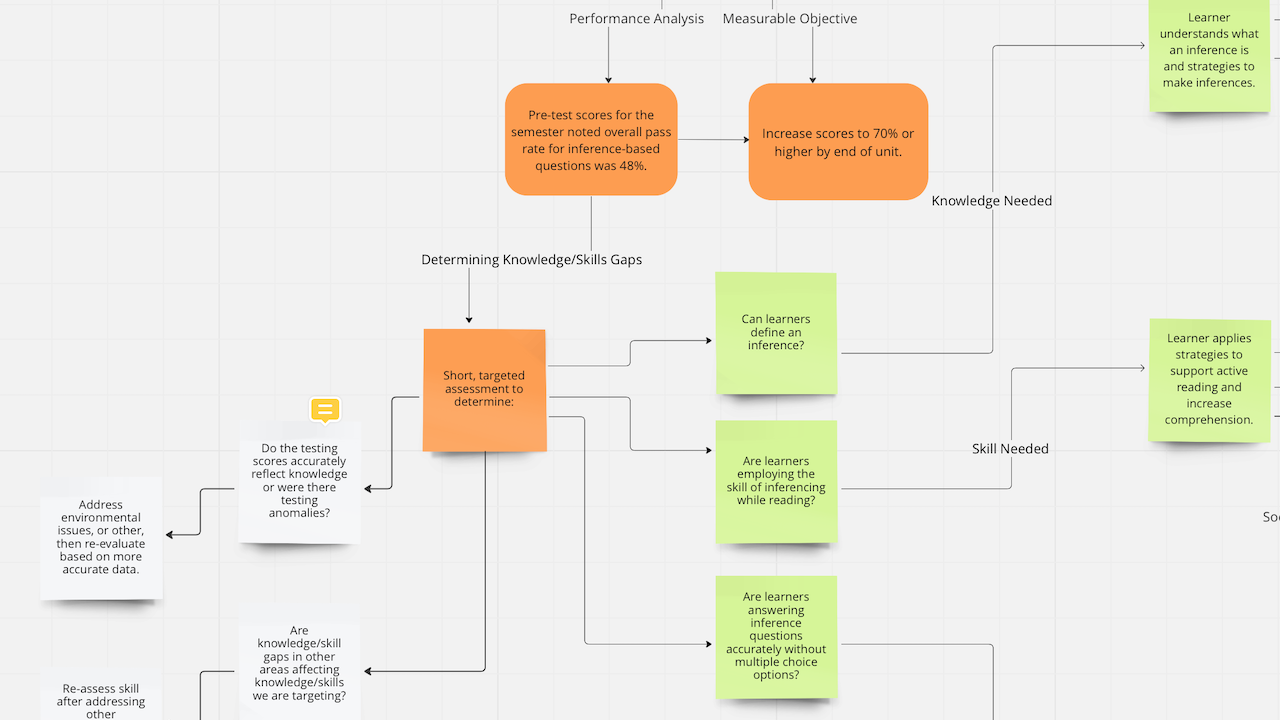 Performance Analysis
Measurable Objective
Learner
understands what
an inference is
and strategies to
make inferences.
Pre-test scores for the
semester noted overall pass
rate for inference-based
questions was 48%.
Increase scores to 70% or
higher by end of unit.
Knowledge Needed
Determining Knowledge/Skills Gaps
Can learners
define an
inference?
Short, targeted
assessment to
determine:
Learner applies
strategies to
support active
reading and
increase
comprehension.
Skill Needed
Do the testing
scores accurately
reflect knowledge
or were there
testing
anomalies?
Are learners
employing the
skill of inferencing
while reading?
Address
environmental
issues, or other,
then re-evaluate
based on more
accurate data.
Are learners
answering
inference
questions
accurately without
multiple choice
options?
Are
knowledge/skill
gaps in other
areas affecting
knowledge/skills
we are targeting?
Re-assess skill
after addressing
other